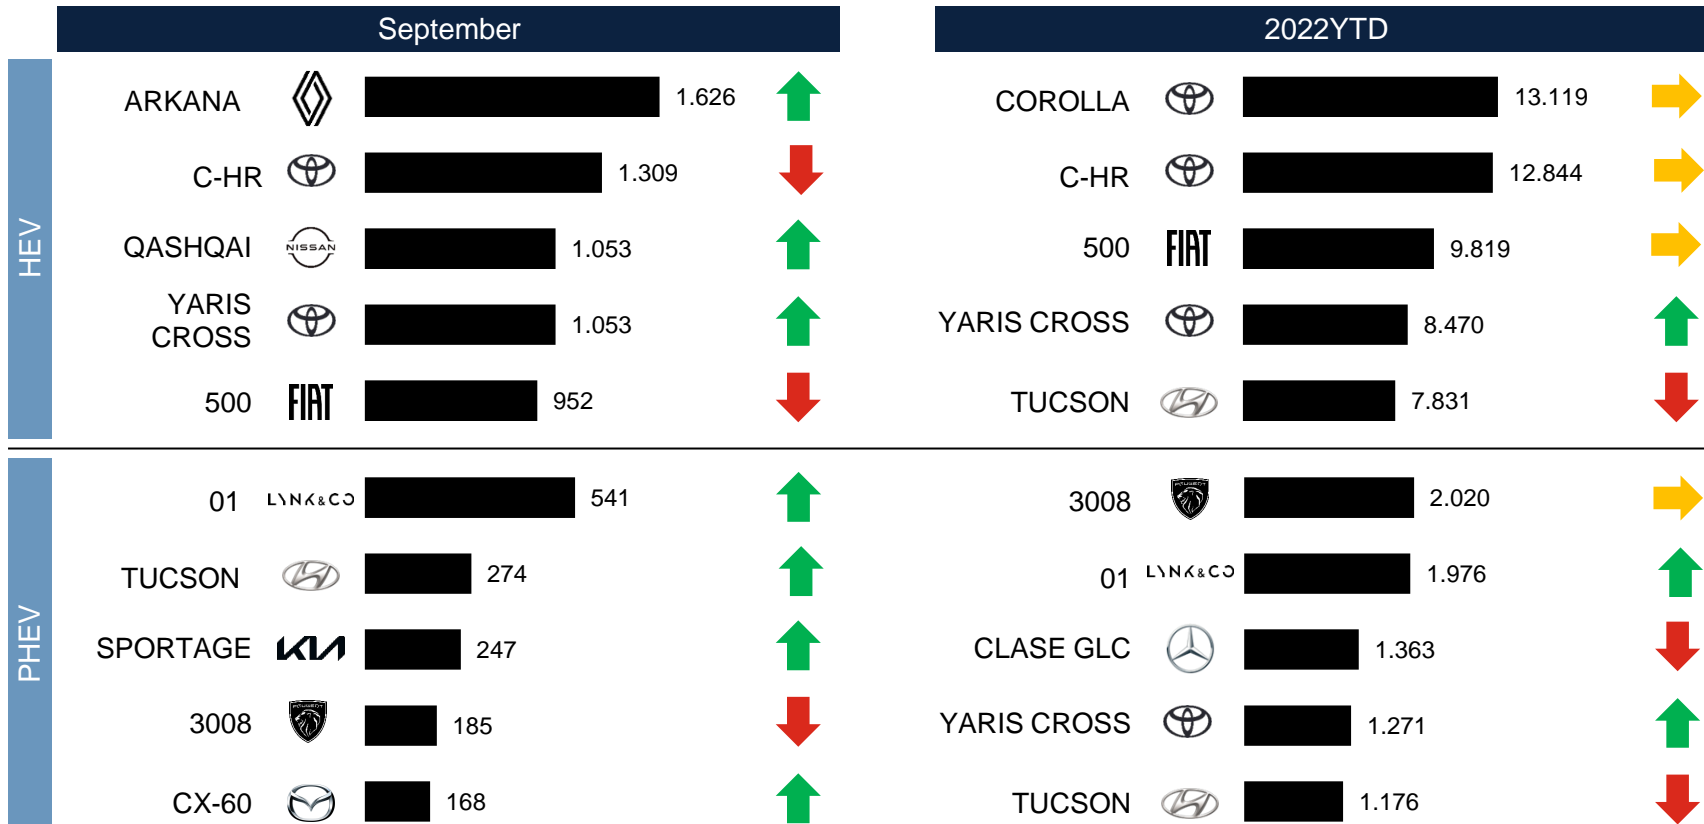 September
2022YTD
HEV
ARKANA 1.626
C-HR 1.309
QASHQAI NISSAN 1.053
YARIS
CROSS 1.053
500 FIAT 952
COROLLA 13.119
C-HR 12.844
500 FIAT 9.819
YARIS CROSS 8.470
TUCSON 7.831
PHEV
01 LYNK&CO 541
TUCSON 274
SPORTAGE KIA 247
3008 PEUGEOT 185
CX-60 168
3008 PEUGEOT 2.020
01 LYNK&CO 1.976
CLASE GLC 1.363
YARIS CROSS 1.271
TUCSON 1.176